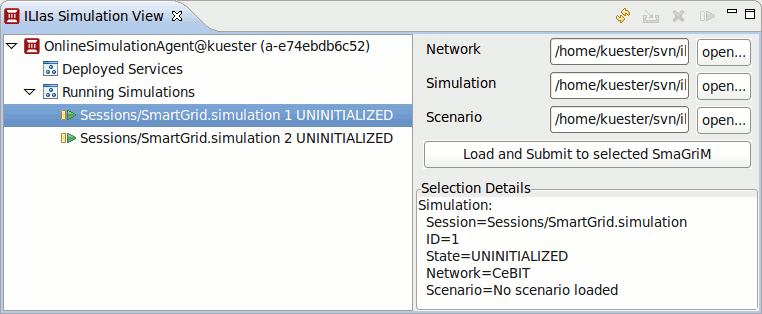 ILIas Simulation View
OnlineSimulationAgent@kuester (a-e74ebdb6c52)
Deployed Services
Running Simulations
Sessions/SmartGrid.simulation 1 UNINITIALIZED
Sessions/SmartGrid.simulation 2 UNINITIALIZED
Network /home/kuester/svn/il open...
Simulation /home/kuester/svn/il open...
Scenario /home/kuester/svn/il open...
Load and Submit to selected SmaGriM
Selection Details
Simulation:
Session=Sessions/SmartGrid.simulation
ID=1
State=UNINITIALIZED
Network=CeBIT
Scenario=No scenario loaded